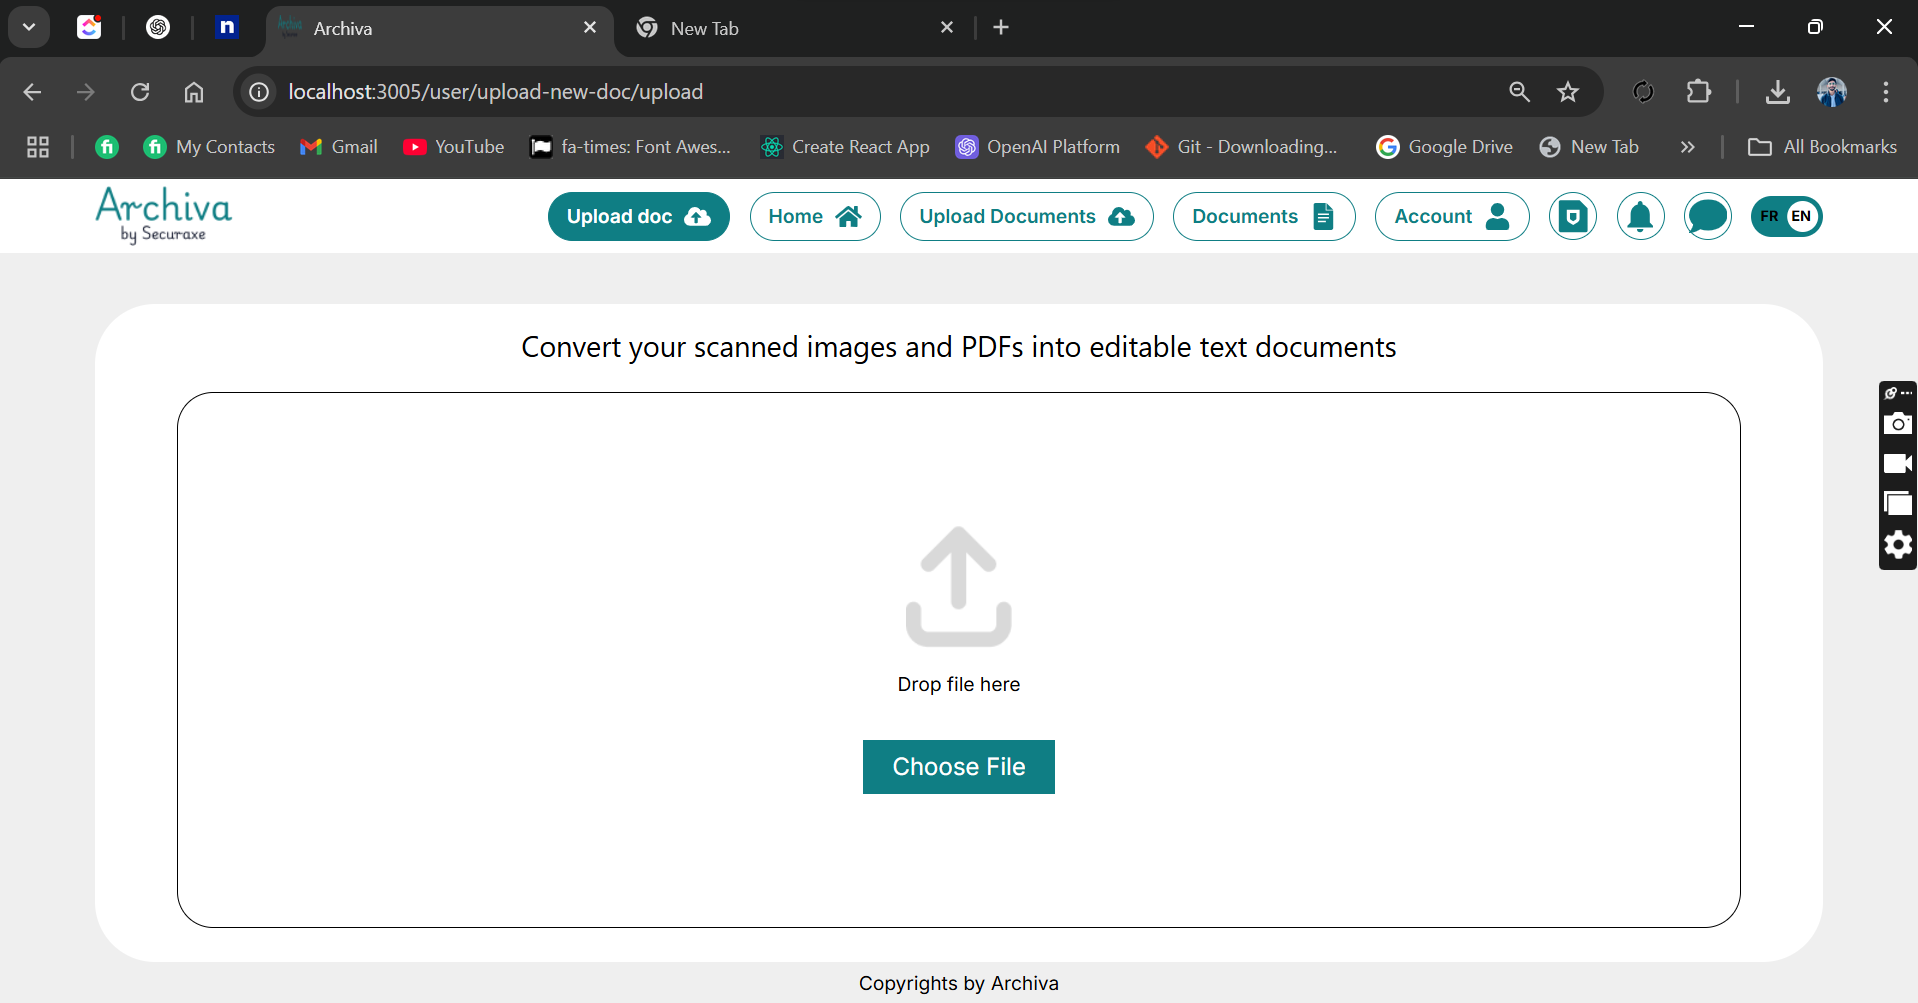 Archiva
New Tab
localhost:3005/user/upload-new-doc/upload
My Contacts
Gmail
YouTube
fa-times: Font Awes...
Create React App
OpenAI Platform
Git - Downloading...
Google Drive
New Tab
All Bookmarks
Archiva
by Securaxe
Upload doc
Home
Upload Documents
Documents
Account
FR EN
Convert your scanned images and PDFs into editable text documents
Drop file here
Choose File
Copyrights by Archiva